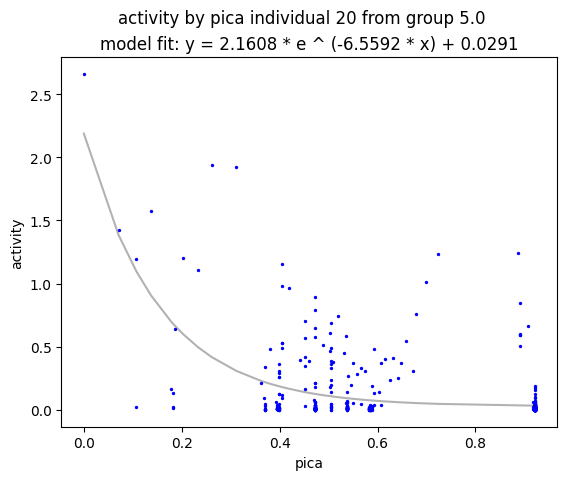 activity by pica individual 20 from group 5.0
model fit: y = 2.1608 * e ^ (-6.5592 * x) + 0.0291
2.5
2.0
1.5
activity
1.0
0.5
0.0
0.0 0.2 0.4 0.6 0.8
pica